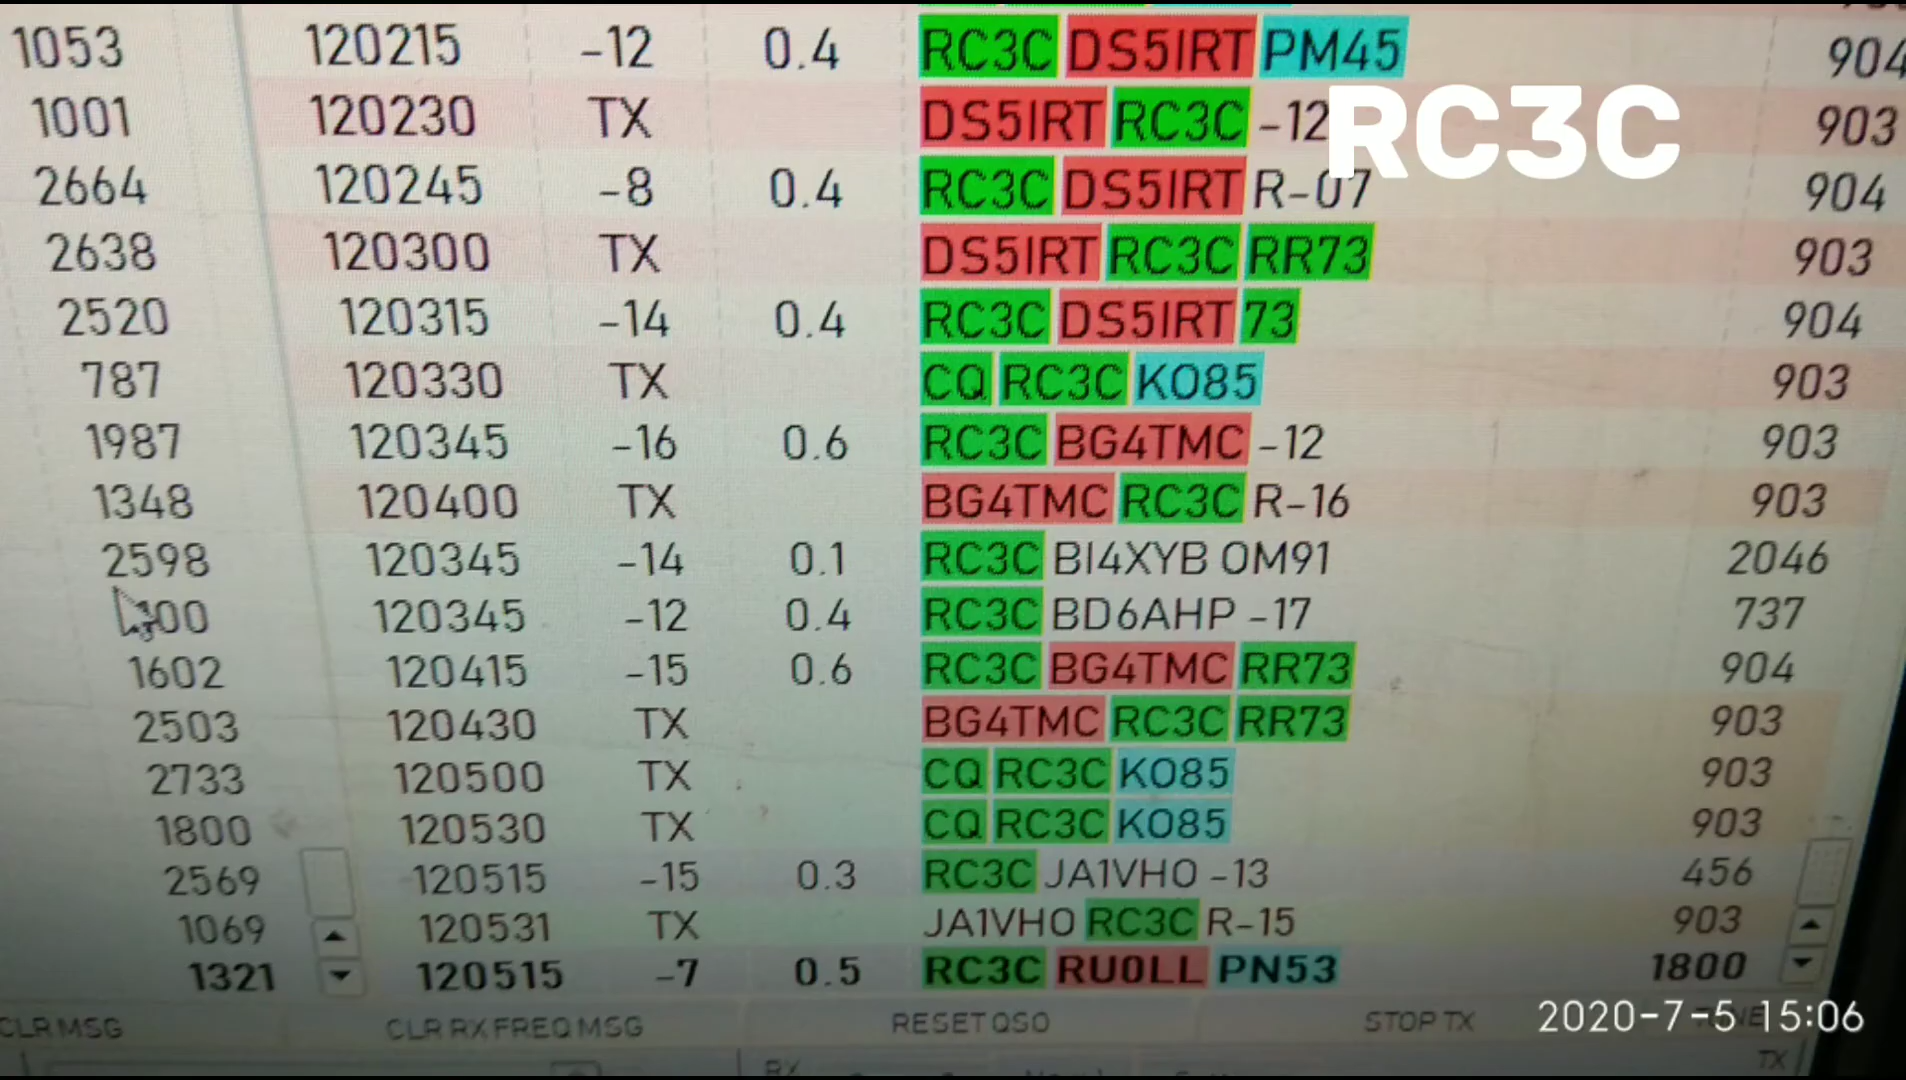 1053 120215 -12 0.4 RC3C DS5IRT PM45 904
RC3C
1001 120230 TX DS5IRT RC3C -12 903
2664 120245 -8 0.4 RC3C DS5IRT R-07 904
2638 120300 TX DS5IRT RC3C RR73 903
2520 120315 -14 0.4 RC3C DS5IRT 73 904
787 120330 TX CQ RC3C KO85 903
1987 120345 -16 0.6 RC3C BG4TMC -12 903
1348 120400 TX BG4TMC RC3C R-16 903
2598 120345 -14 0.1 RC3C BI4XYB OM91 2046
120345 -12 0.4 RC3C BD6AHP -17 737
1602 120415 -15 0.6 RC3C BG4TMC RR73 904
2503 120430 TX BG4TMC RC3C RR73 903
2733 120500 TX CQ RC3C KO85 903
1800 120530 TX CQ RC3C KO85 903
2569 120515 -15 0.3 RC3C JA1VHO -13 456
1069 120531 TX JA1VHO RC3C R-15 903
1321 120515 -7 0.5 RC3C RU0LL PN53 1800
CLR MSG CLR RX FREQ MSG RESET QSO STOP TX
2020-7-5 15:06
RX TX